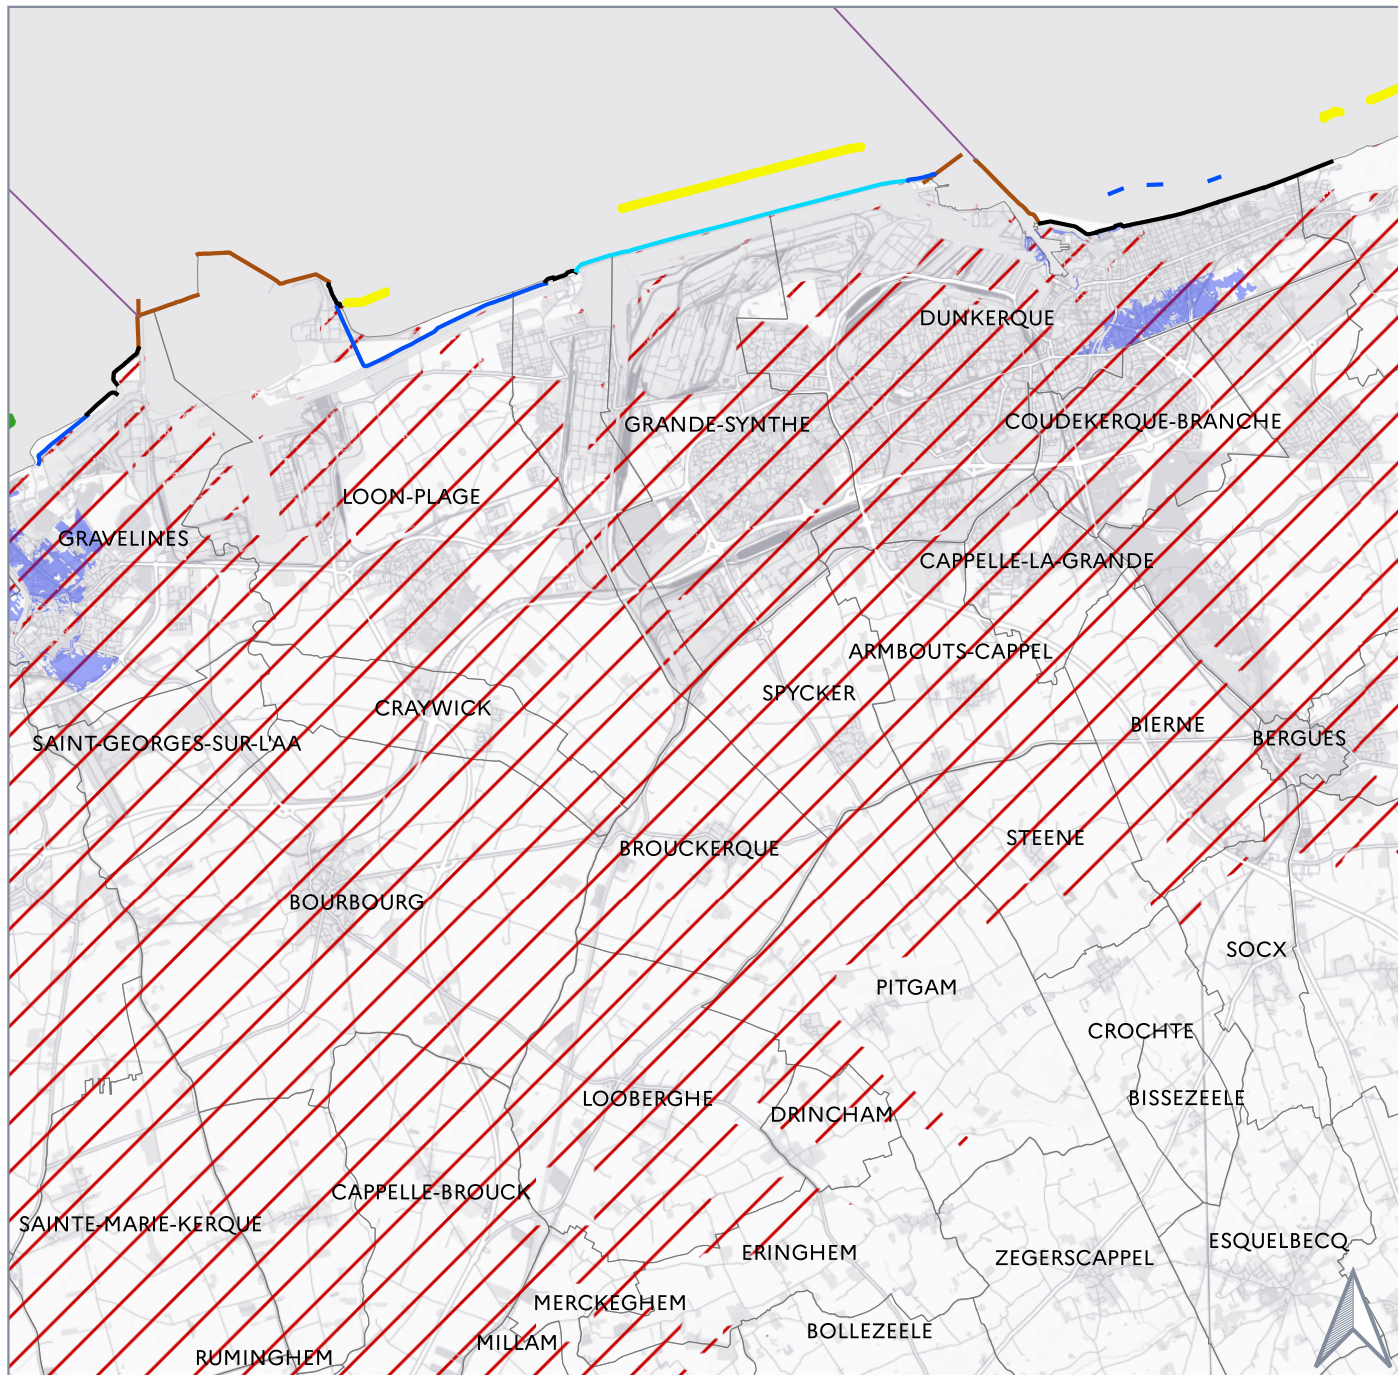 DUNKERQUE
GRANDE-SYNTHE
COUDEKERQUE-BRANCHE
LOON-PLAGE
GRAVELINES
CAPPELLE-LA-GRANDE
ARMBOUTS-CAPPEL
SPYCKER
CRAYWICK
BIERNE
BERGUES
SAINT-GEORGES-SUR-L'AA
STEENE
BROUCKERQUE
BOURBOURG
SOCX
PITGAM
CROCHTE
BISSEZEELE
LOOBERGHE
DRINCHAM
CAPPELLE-BROUCK
SAINTE-MARIE-KERQUE
ESQUELBECQ
ERINGHEM
ZEGERSCAPPEL
MERCKEGHEM
BOLLEZEELE
MILLAM
RUMINGHEM